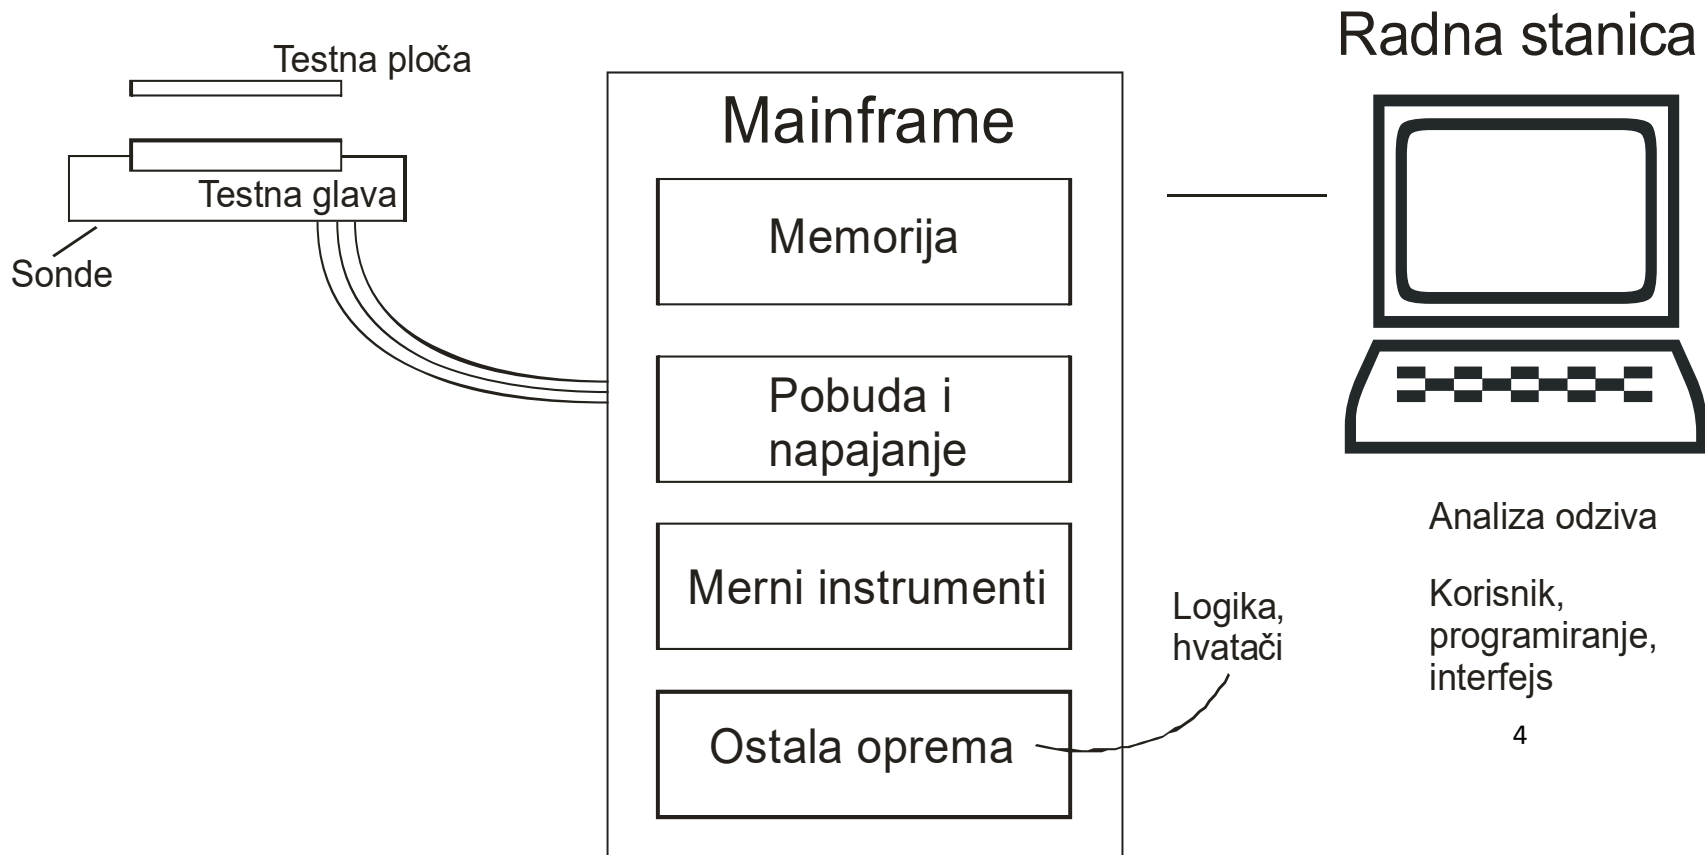 Radna stanica
Testna ploča
Mainframe
Testna glava
Sonde
Memorija
Pobuda i
napajanje
Merni instrumenti
Ostala oprema
Logika,
hvatači
Analiza odziva
Korisnik,
programiranje,
interfejs
4